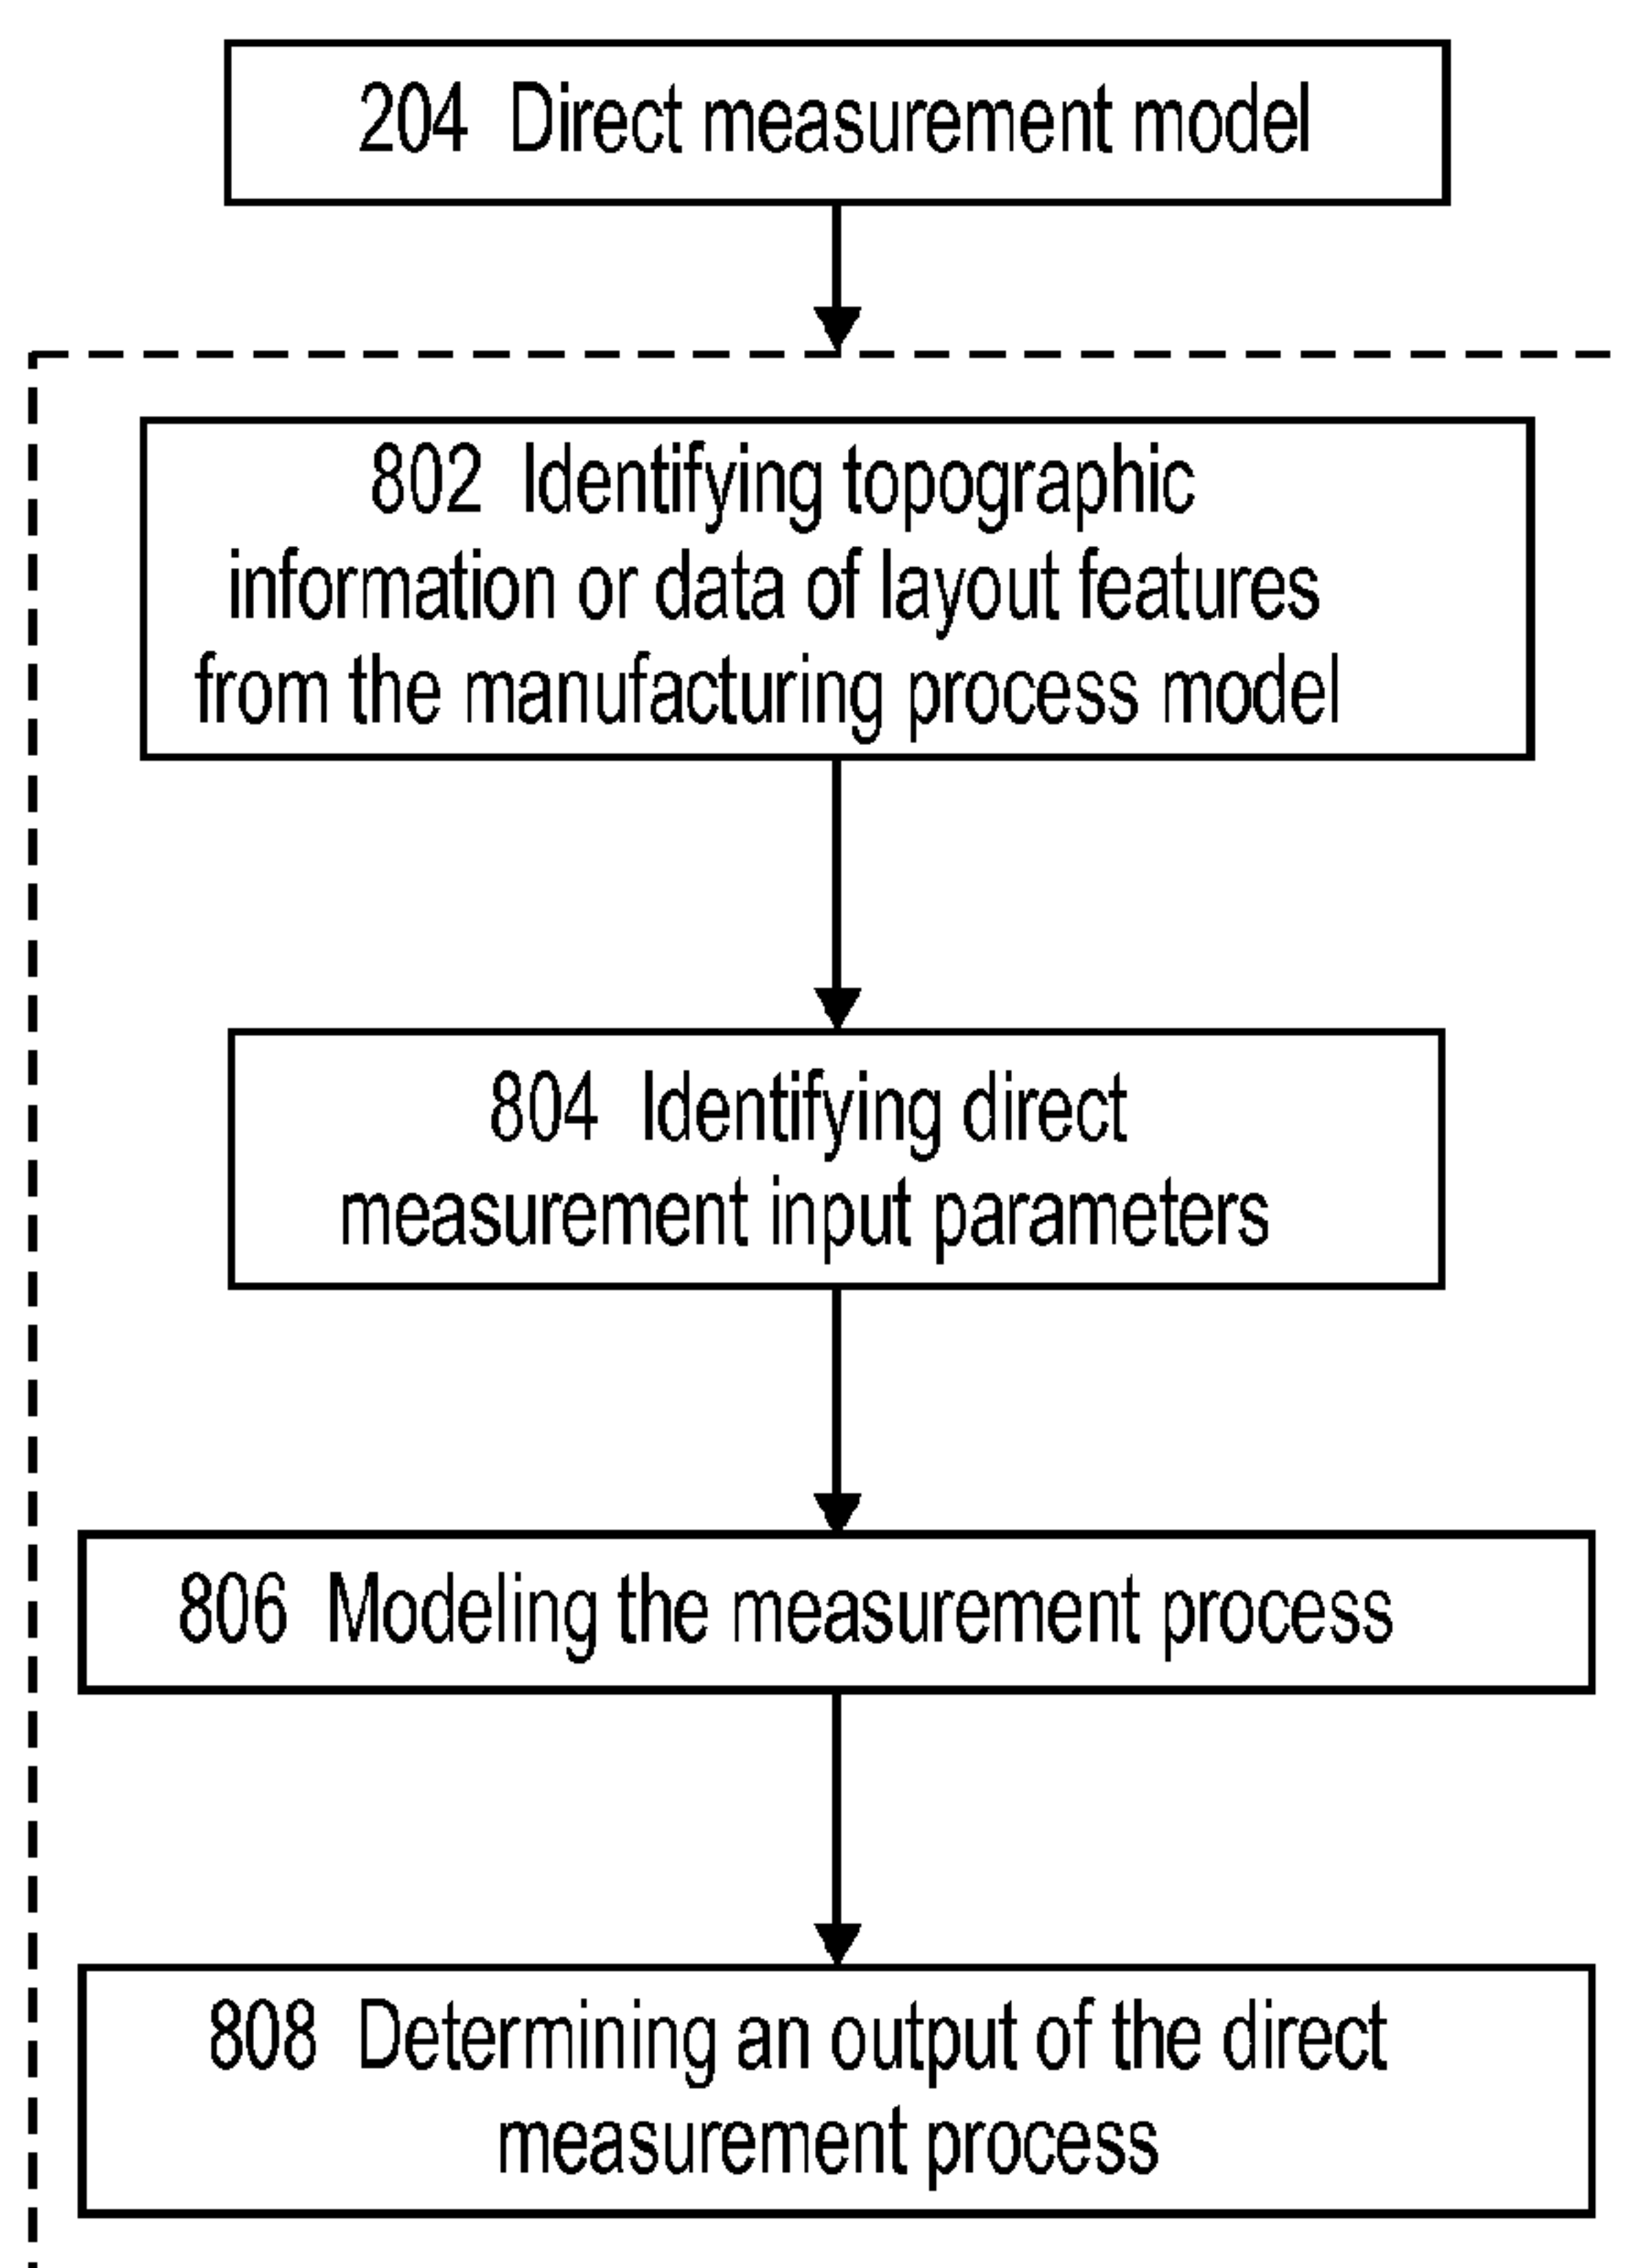 204 Direct measurement model
802 Identifying topographic
information or data of layout features
from the manufacturing process model
804 Identifying direct
measurement input parameters
806 Modeling the measurement process
808 Determining an output of the direct
measurement process